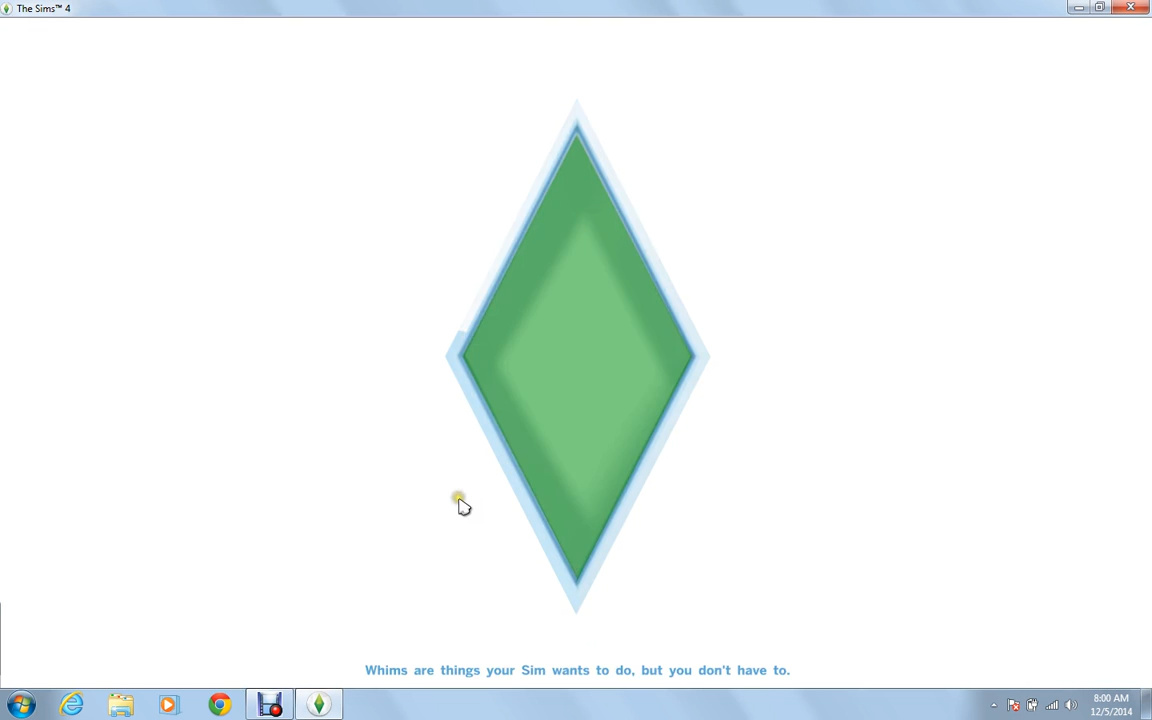 The Sims™ 4
Whims are things your Sim wants to do, but you don't have to.
8:00 AM
12/5/2014